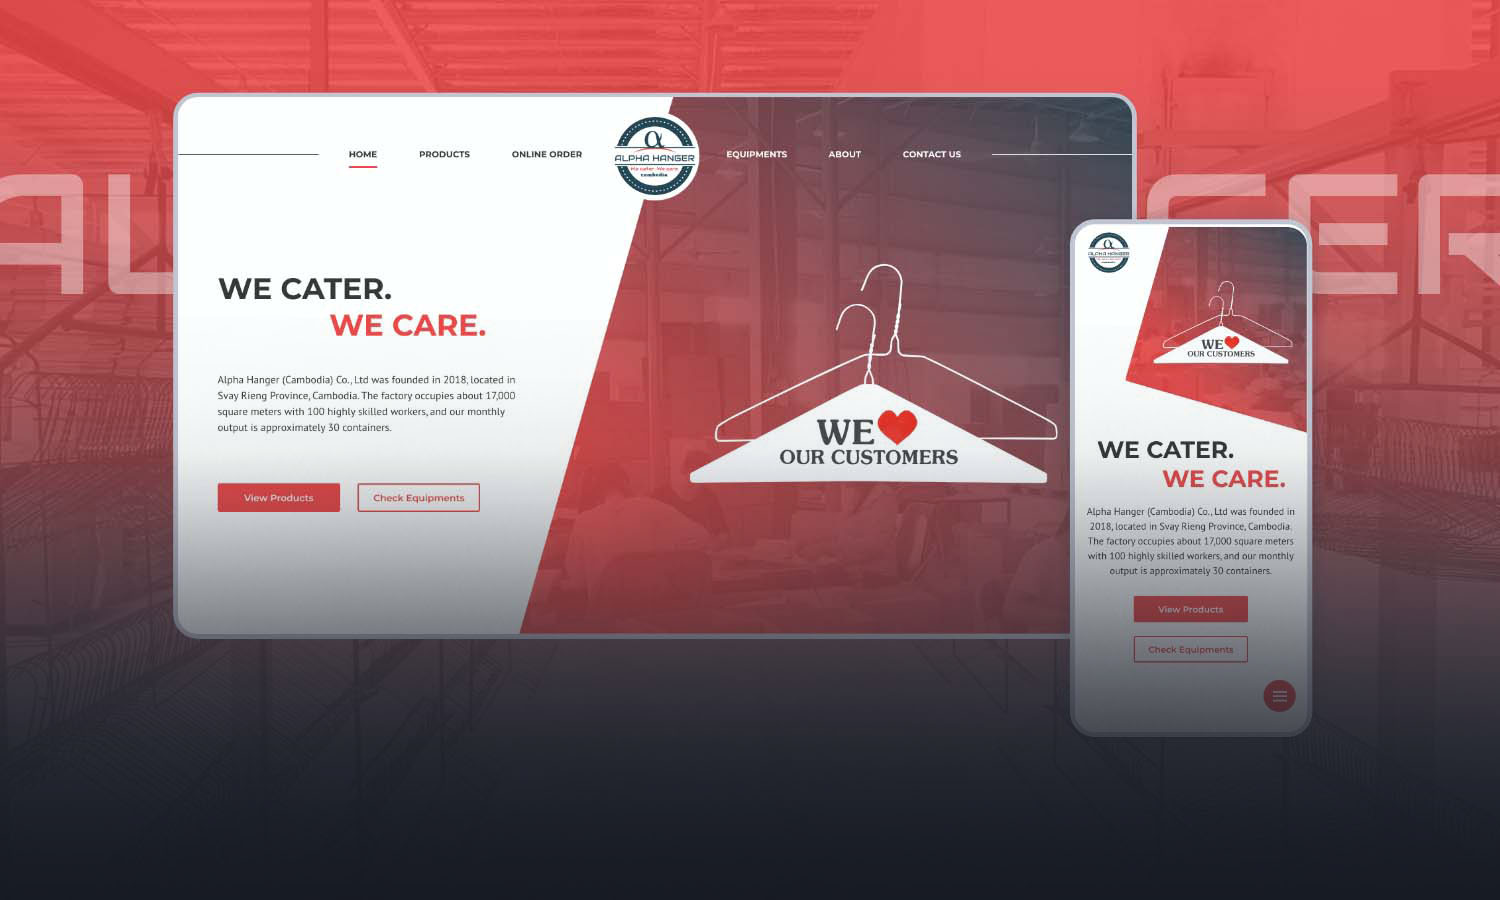 HOME PRODUCTS ONLINE ORDER EQUIPMENTS ABOUT CONTACT US
α
ALPHA HANGER
We cater. We care
Cambodia
WE CATER.
WE CARE.
Alpha Hanger (Cambodia) Co., Ltd was founded in 2018, located in
Svay Rieng Province, Cambodia. The factory occupies about 17,000
square meters with 100 highly skilled workers, and our monthly
output is approximately 30 containers.
View Products Check Equipments
WE
OUR CUSTOMERS
AL
GER
α
ALPHA HANGER
WE
OUR CUSTOMERS
WE CATER.
WE CARE.
Alpha Hanger (Cambodia) Co., Ltd was founded in
2018, located in Svay Rieng Province, Cambodia.
The factory occupies about 17,000 square meters
with 100 highly skilled workers, and our monthly
output is approximately 30 containers.
View Products
Check Equipments